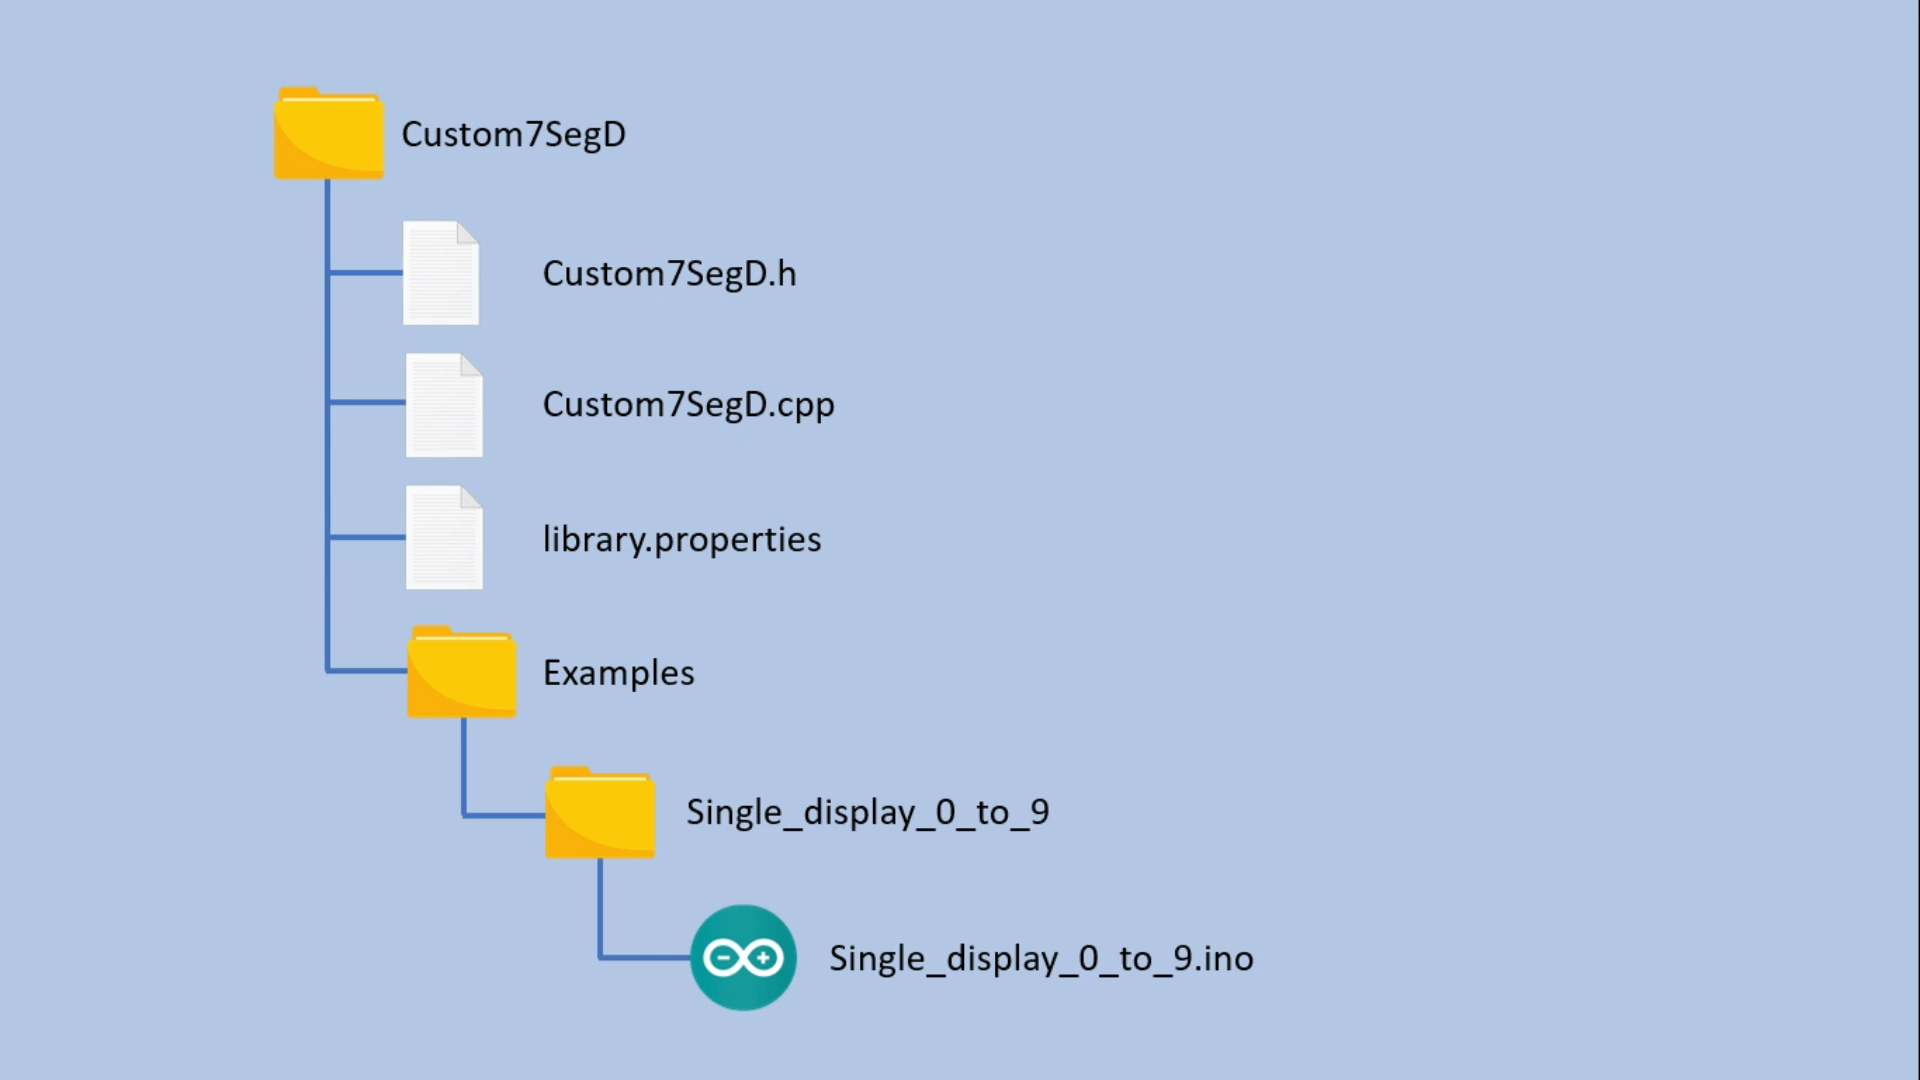 Custom7SegD
Custom7SegD.h
Custom7SegD.cpp
library.properties
Examples
Single_display_0_to_9
Single_display_0_to_9.ino